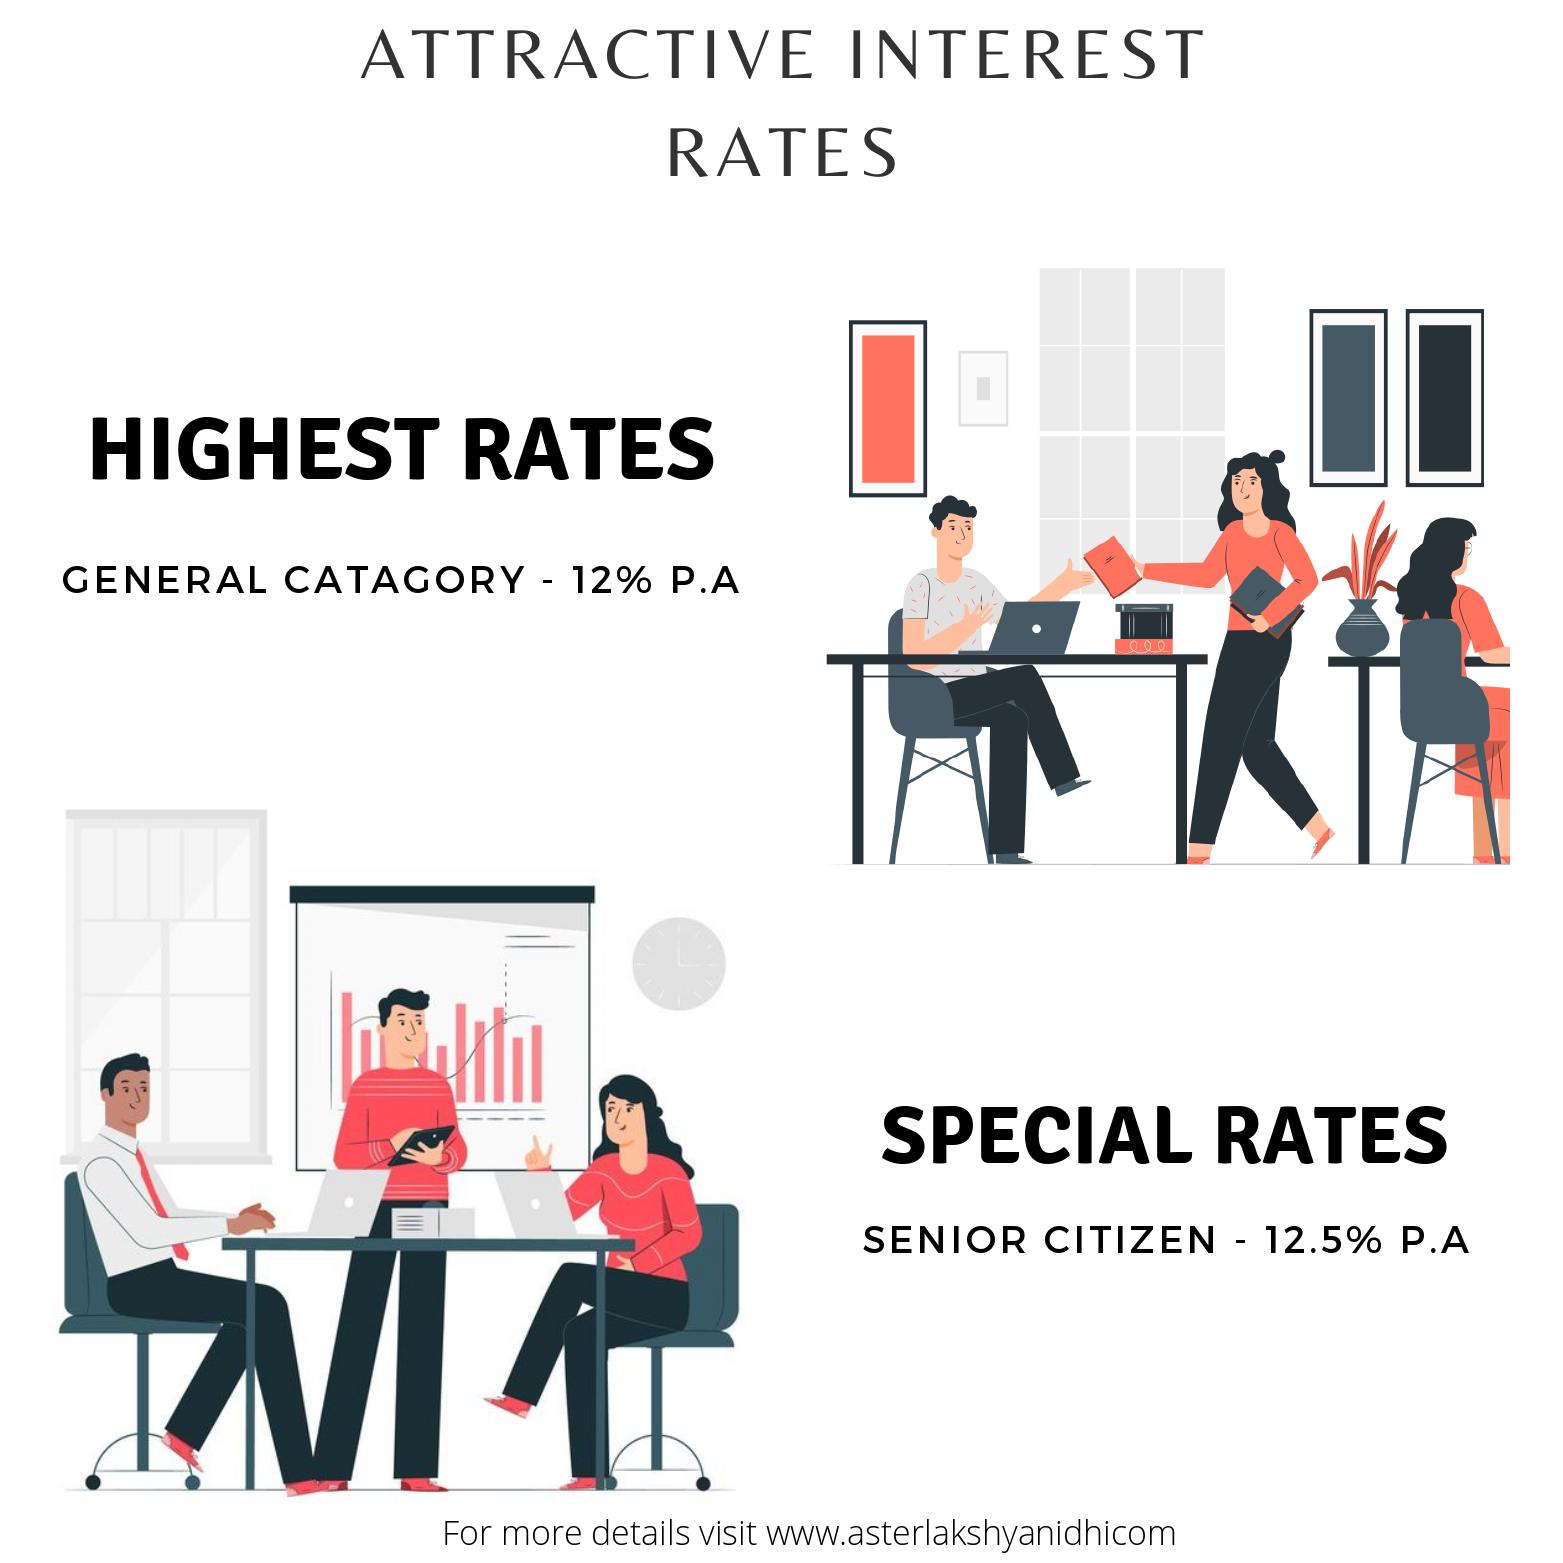 ATTRACTIVE INTEREST
RATES
HIGHEST RATES
GENERAL CATAGORY - 12% P.A
SPECIAL RATES
SENIOR CITIZEN - 12.5% P.A
For more details visit www.asterlakshyanidhicom